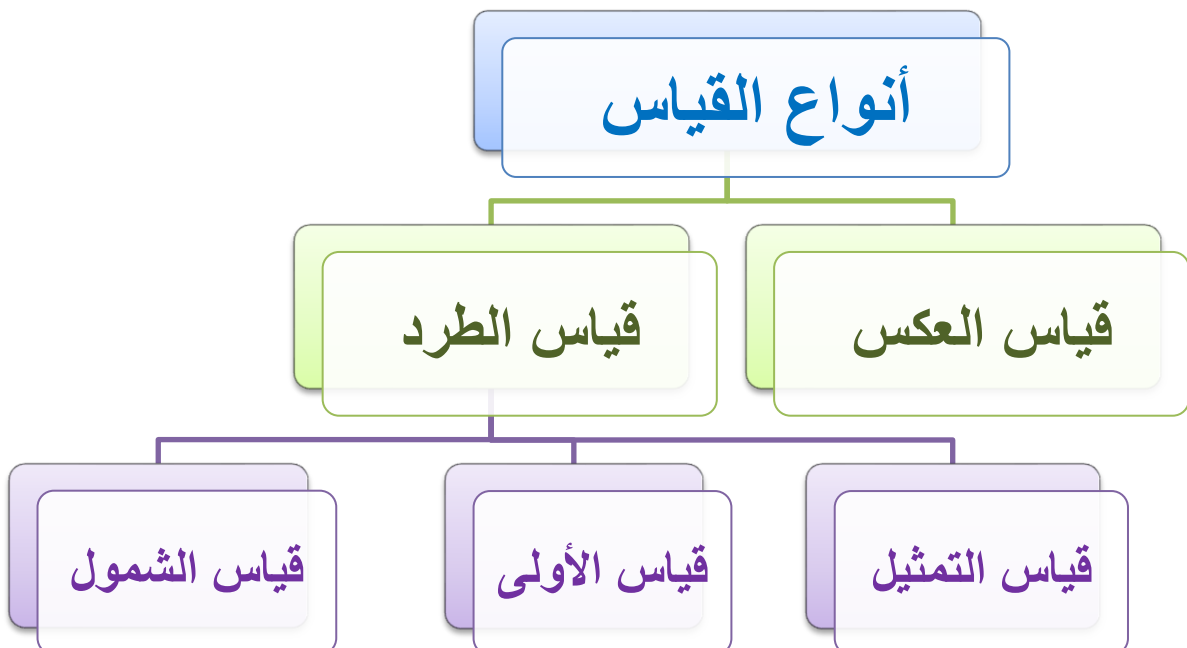 أنواع القياس
قياس العكس
قياس الطرد
قياس التمثيل
قياس الأولى
قياس الشمول